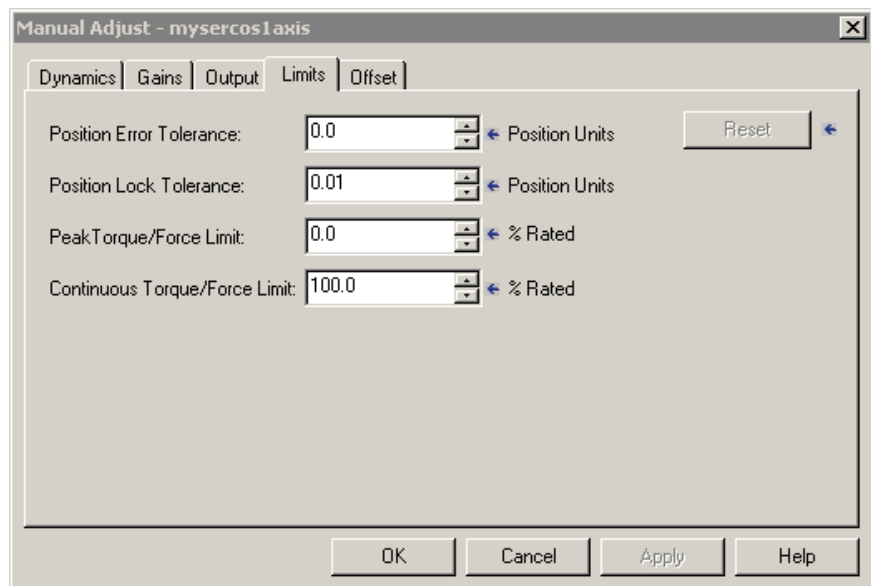 Manual Adjust - mysercos1axis
Dynamics Gains Output Limits Offset
Position Error Tolerance: 0.0 Position Units Reset
Position Lock Tolerance: 0.01 Position Units
PeakTorque/Force Limit: 0.0 % Rated
Continuous Torque/Force Limit: 100.0 % Rated
OK Cancel Apply Help